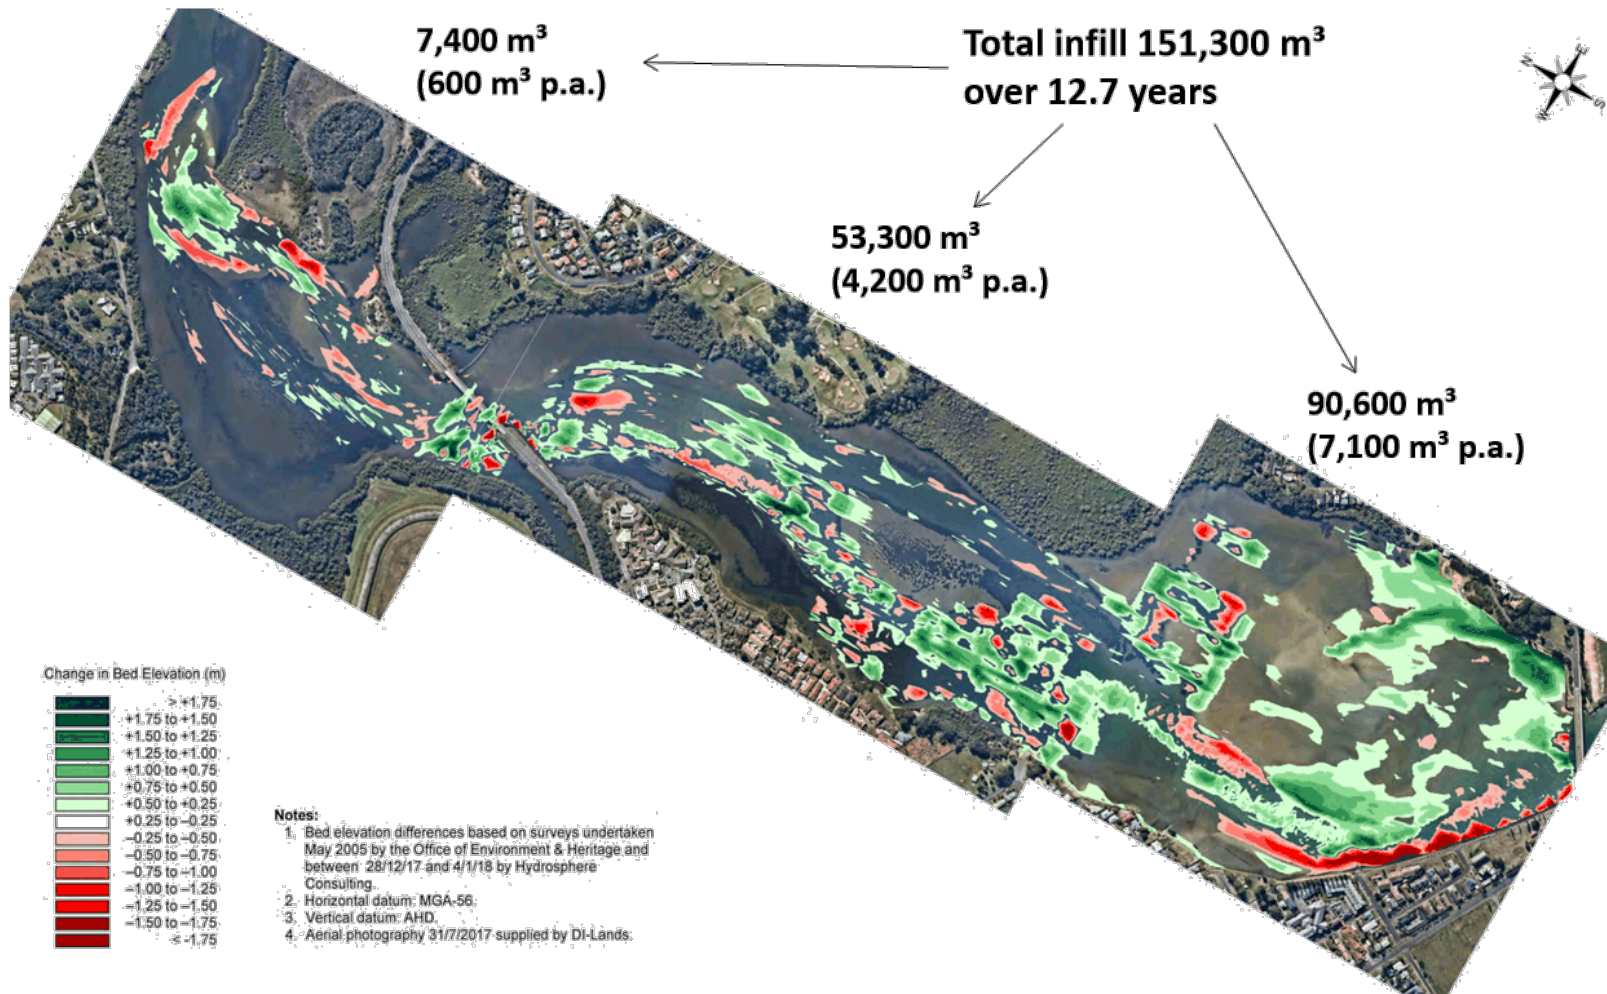 7,400 m³
(600 m³ p.a.)
Total infill 151,300 m³
over 12.7 years
53,300 m³
(4,200 m³ p.a.)
90,600 m³
(7,100 m³ p.a.)
N
E
S
W
Change in Bed Elevation (m)
> +1.75
+1.75 to +1.50
+1.50 to +1.25
+1.25 to +1.00
+1.00 to +0.75
+0.75 to +0.50
+0.50 to +0.25
+0.25 to –0.25
–0.25 to –0.50
–0.50 to –0.75
–0.75 to –1.00
–1.00 to –1.25
–1.25 to –1.50
–1.50 to –1.75
≤ -1.75
Notes:
1. Bed elevation differences based on surveys undertaken
May 2005 by the Office of Environment & Heritage and
between 28/12/17 and 4/1/18 by Hydrosphere
Consulting.
2. Horizontal datum: MGA-56.
3. Vertical datum: AHD.
4. Aerial photography 31/7/2017 supplied by DI-Lands.